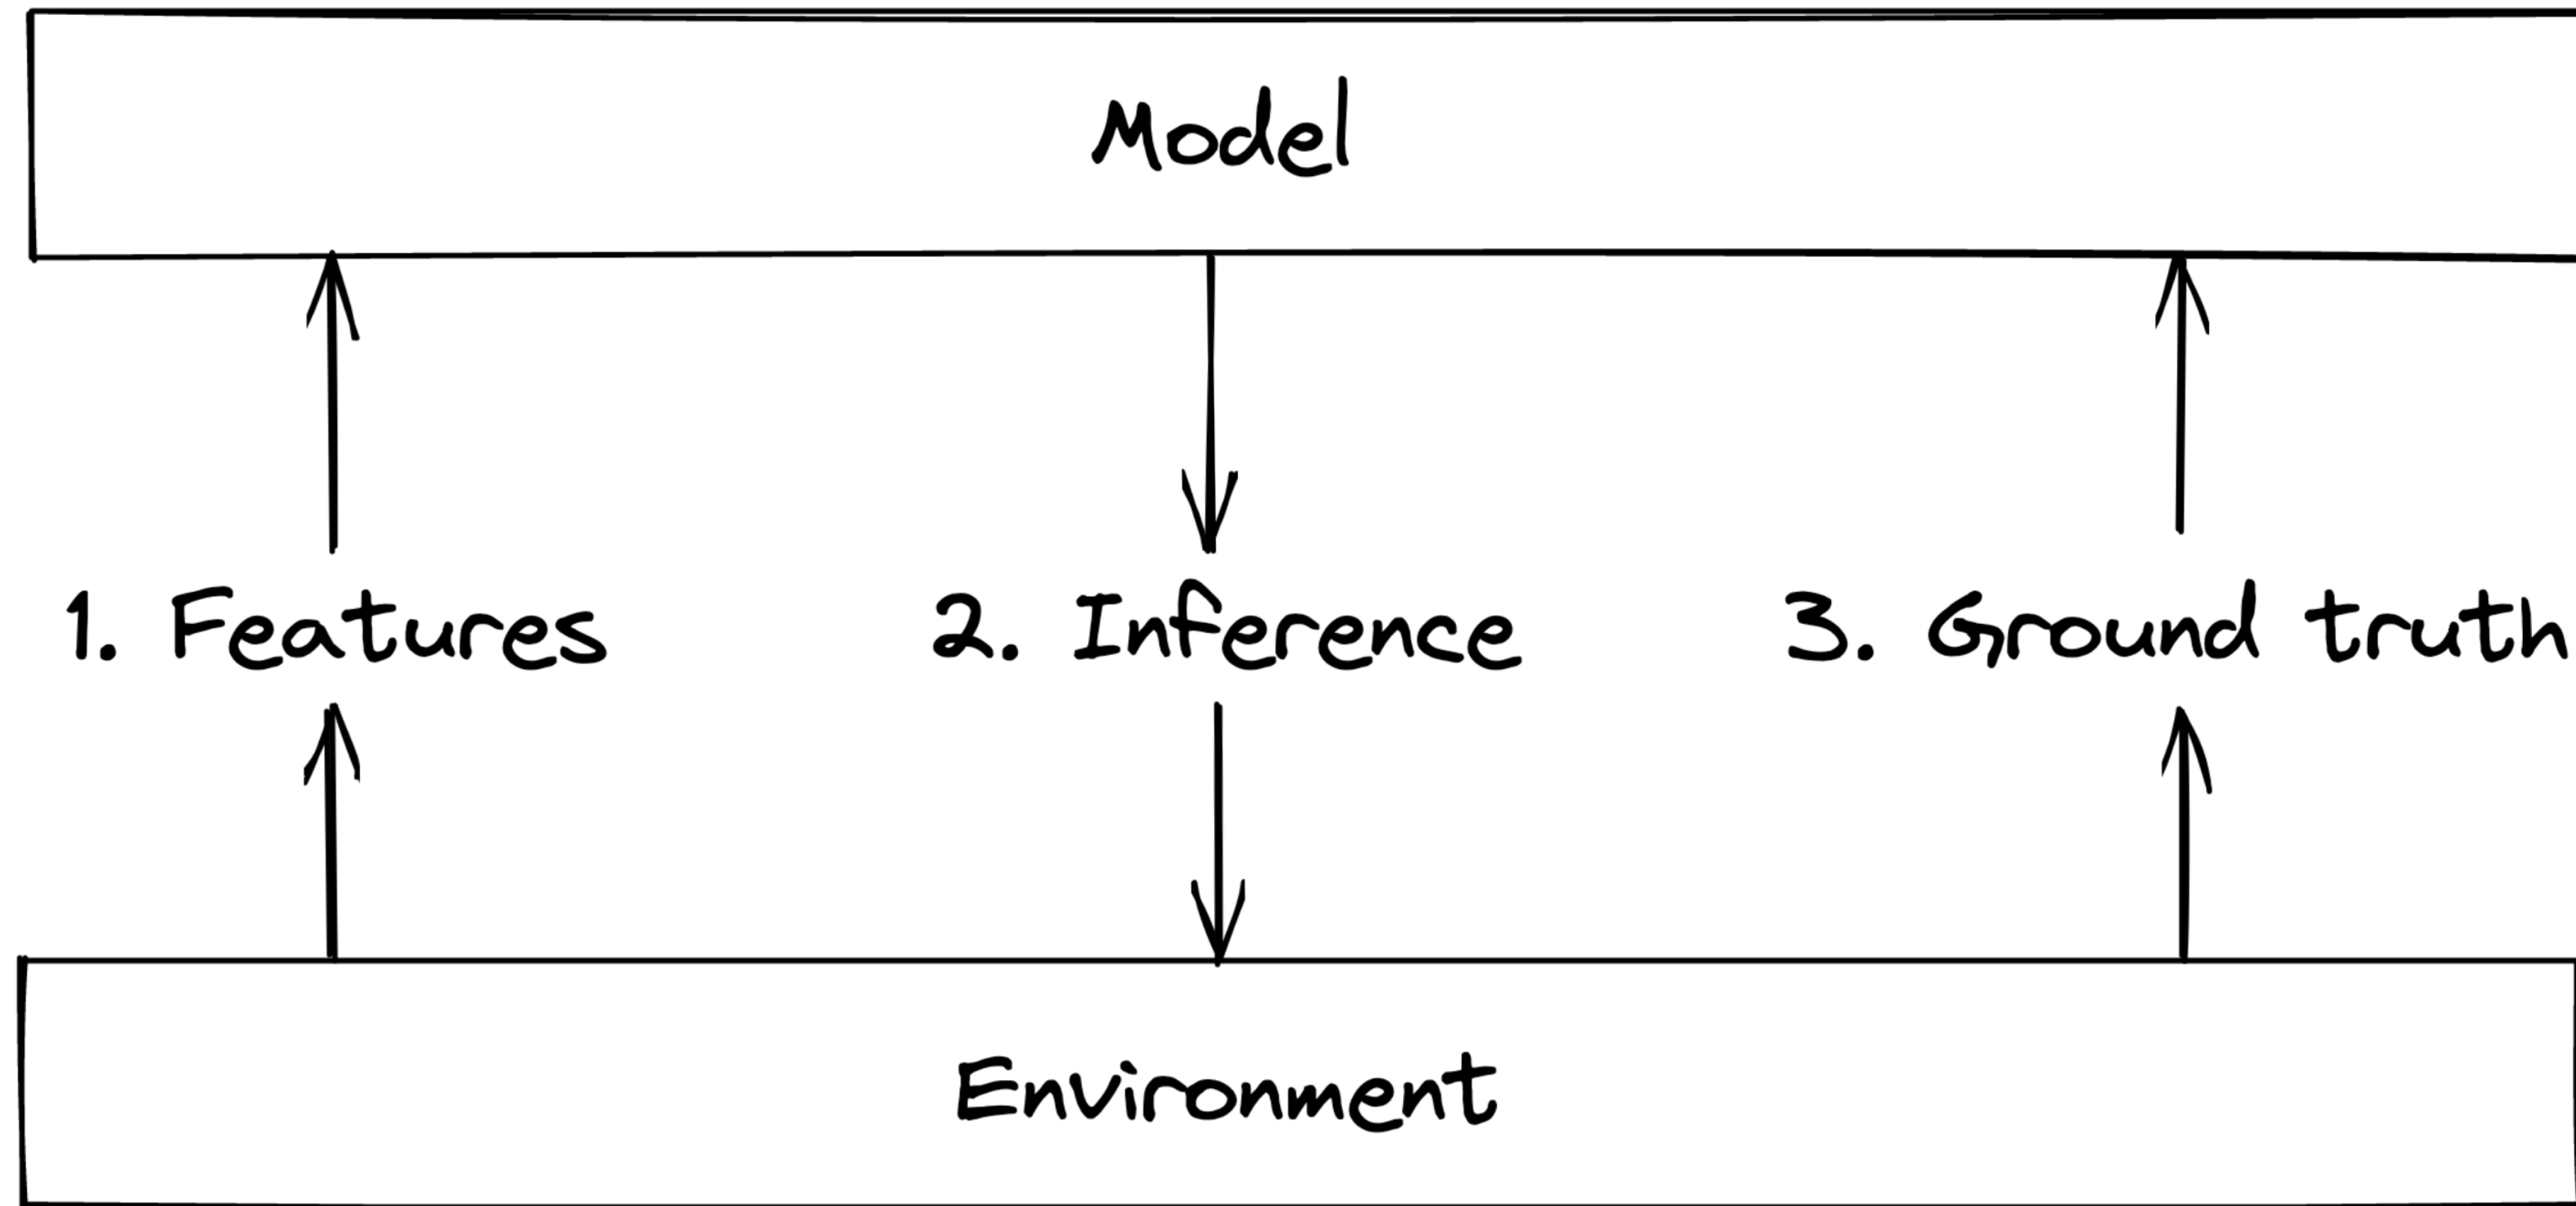 Model
1. Features
2. Inference
3. Ground truth
Environment